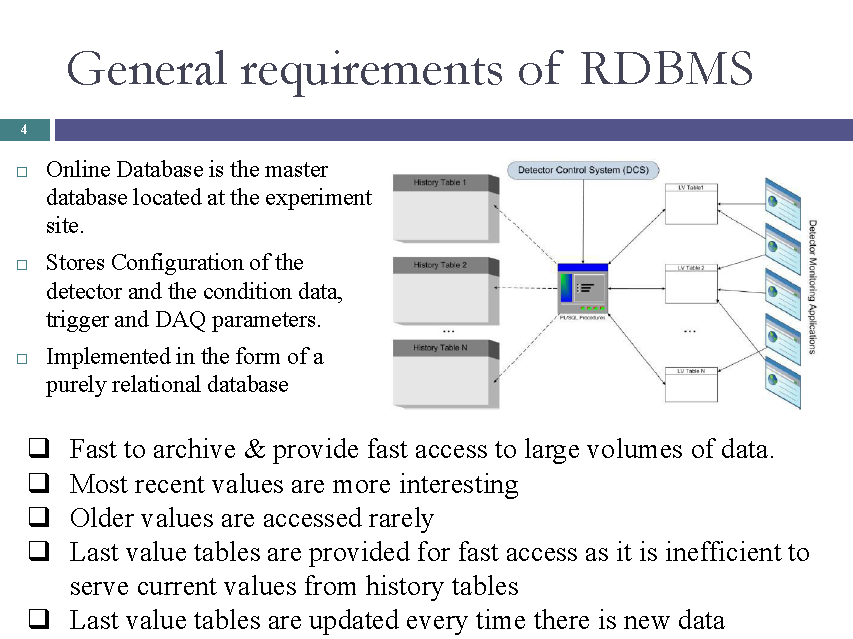 General requirements of RDBMS
4
Online Database is the master
database located at the experiment
site.
Stores Configuration of the
detector and the condition data,
trigger and DAQ parameters.
Implemented in the form of a
purely relational database
Detector Control System (DCS)
History Table 1
History Table 2
...
History Table N
PL/SQL Procedures
LV Table1
LV Table 2
...
LV Table N
Detector Monitoring Applications
Fast to archive & provide fast access to large volumes of data.
Most recent values are more interesting
Older values are accessed rarely
Last value tables are provided for fast access as it is inefficient to
serve current values from history tables
Last value tables are updated every time there is new data